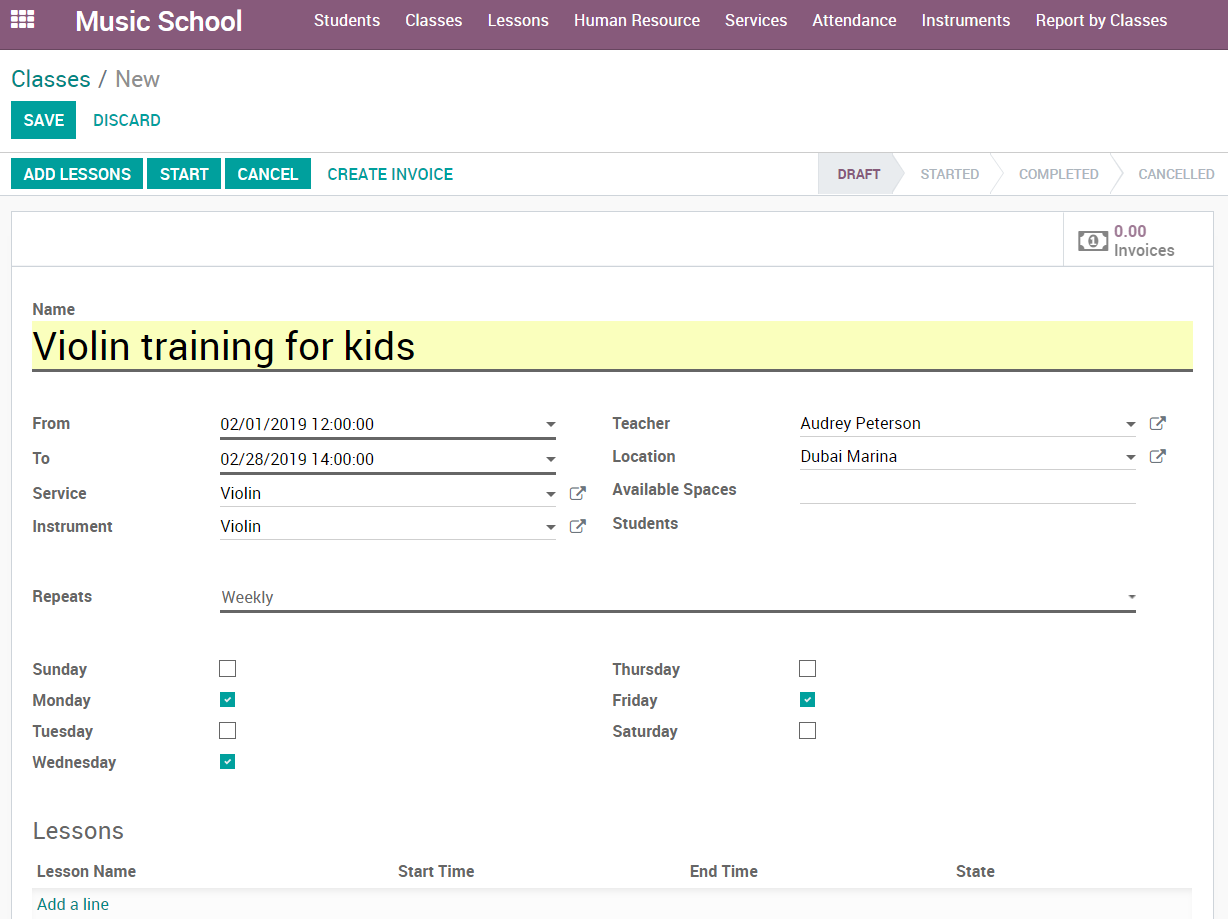 Music School Students Classes Lessons Human Resource Services Attendance Instruments Report by Classes
Classes / New
SAVE DISCARD
ADD LESSONS START CANCEL CREATE INVOICE DRAFT STARTED COMPLETED CANCELLED
0.00
Invoices
Name
Violin training for kids
From 02/01/2019 12:00:00 Teacher Audrey Peterson
To 02/28/2019 14:00:00 Location Dubai Marina
Service Violin Available Spaces
Instrument Violin Students
Repeats Weekly
Sunday Thursday
Monday Friday
Tuesday Saturday
Wednesday
Lessons
Lesson Name Start Time End Time State
Add a line